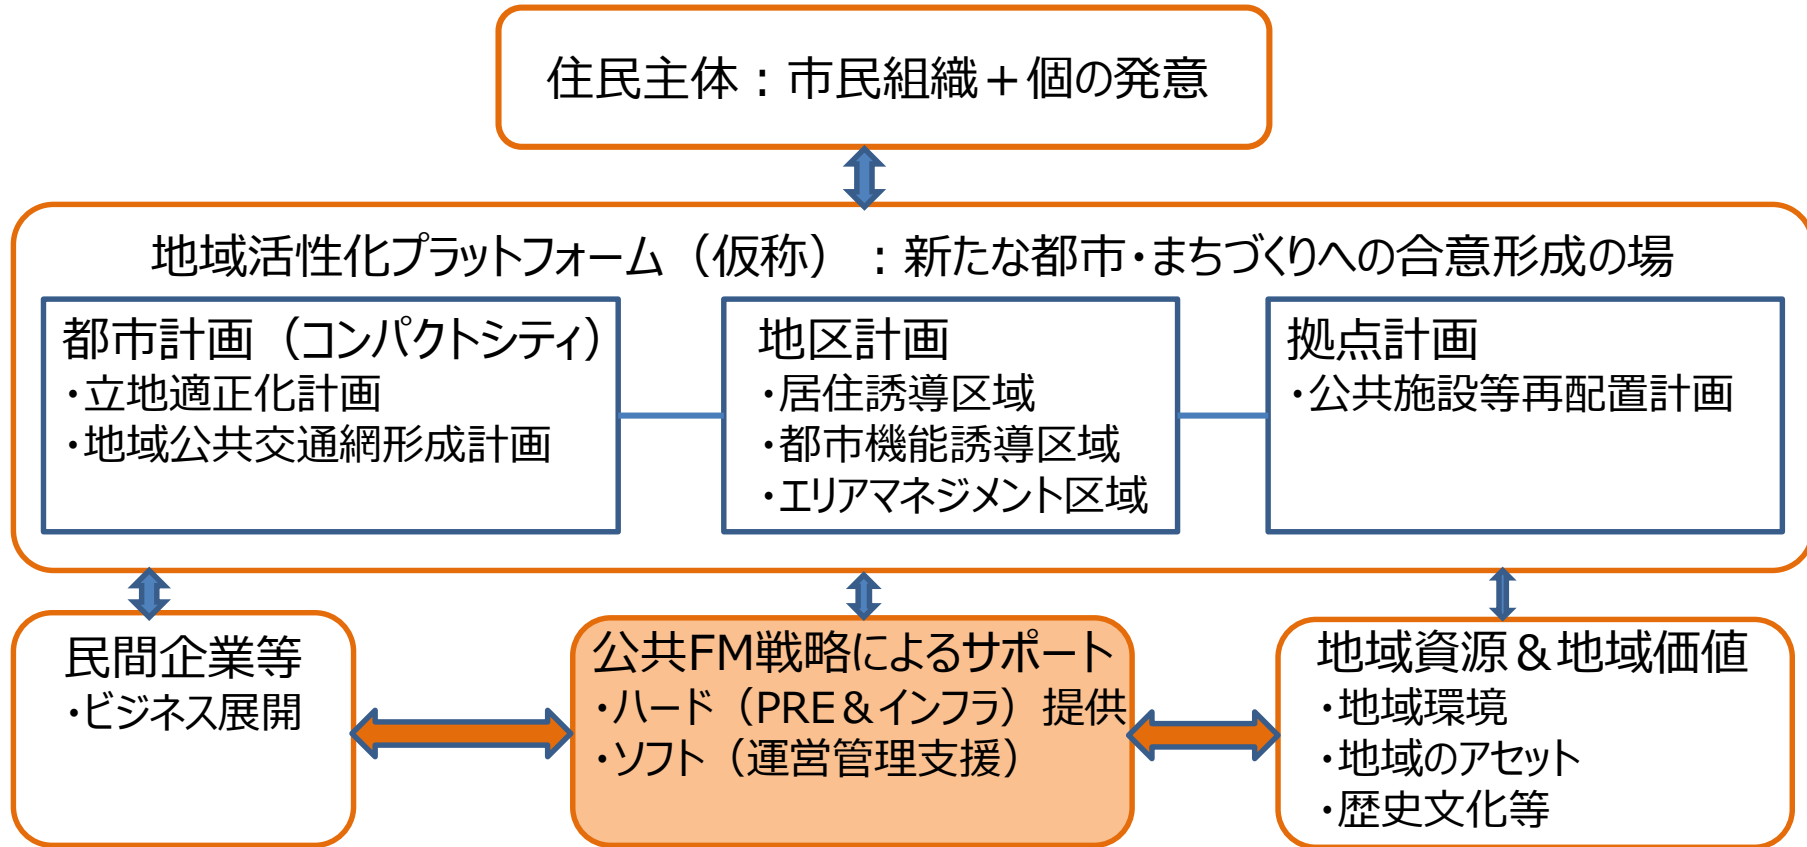 住民主体：市民組織＋個の発意
地域活性化プラットフォーム（仮称）：新たな都市・まちづくりへの合意形成の場
都市計画（コンパクトシティ）
・立地適正化計画
・地域公共交通網形成計画
地区計画
・居住誘導区域
・都市機能誘導区域
・エリアマネジメント区域
拠点計画
・公共施設等再配置計画
民間企業等
・ビジネス展開
公共FM戦略によるサポート
・ハード（PRE＆インフラ）提供
・ソフト（運営管理支援）
地域資源＆地域価値
・地域環境
・地域のアセット
・歴史文化等